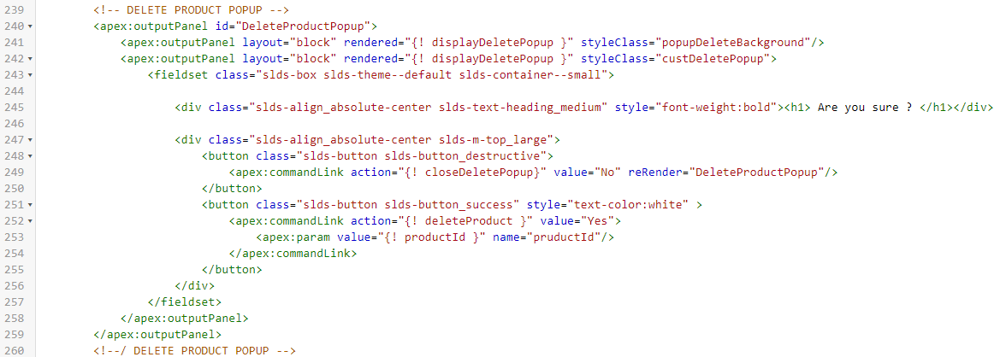 239 <!-- DELETE PRODUCT POPUP -->
240 <apex:outputPanel id="DeleteProductPopup">
241 <apex:outputPanel layout="block" rendered="{! displayDeletePopup }" styleClass="popupDeleteBackground"/>
242 <apex:outputPanel layout="block" rendered="{! displayDeletePopup }" styleClass="custDeletePopup">
243 <fieldset class="slds-box slds-theme--default slds-container--small">
244
245 <div class="slds-align_absolute-center slds-text-heading_medium" style="font-weight:bold"><h1> Are you sure ? </h1></div>
246
247 <div class="slds-align_absolute-center slds-m-top_large">
248 <button class="slds-button slds-button_destructive">
249 <apex:commandLink action="{! closeDeletePopup}" value="No" reRender="DeleteProductPopup"/>
250 </button>
251 <button class="slds-button slds-button_success" style="text-color:white" >
252 <apex:commandLink action="{! deleteProduct }" value="Yes">
253 <apex:param value="{! productId }" name="pruductId"/>
254 </apex:commandLink>
255 </button>
256 </div>
257 </fieldset>
258 </apex:outputPanel>
259 </apex:outputPanel>
260 <!--/ DELETE PRODUCT POPUP -->